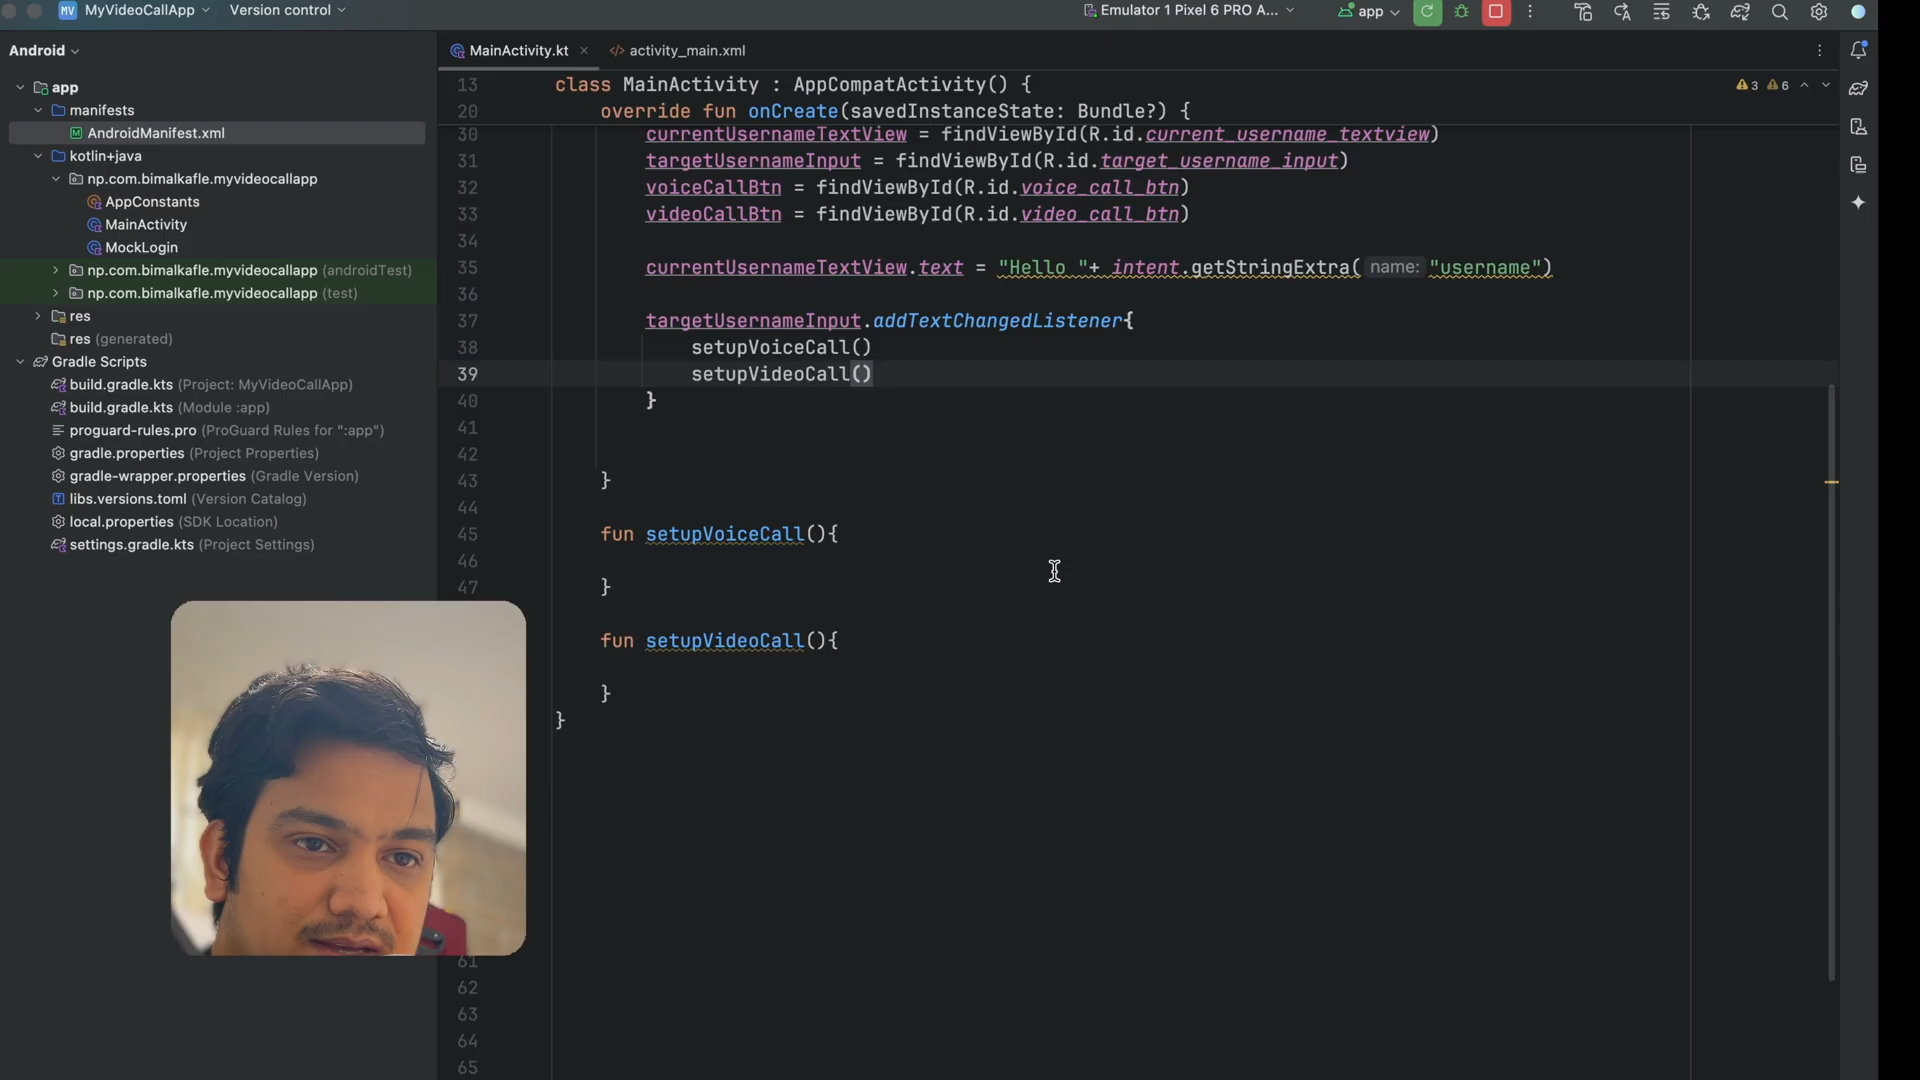 MV MyVideoCallApp
Version control
Emulator 1 Pixel 6 PRO A...
app
Android
MainActivity.kt
activity_main.xml
app
manifests
AndroidManifest.xml
kotlin+java
np.com.bimalkafle.myvideocallapp
AppConstants
MainActivity
MockLogin
np.com.bimalkafle.myvideocallapp (androidTest)
np.com.bimalkafle.myvideocallapp (test)
res
res (generated)
Gradle Scripts
build.gradle.kts (Project: MyVideoCallApp)
build.gradle.kts (Module :app)
proguard-rules.pro (ProGuard Rules for ":app")
gradle.properties (Project Properties)
gradle-wrapper.properties (Gradle Version)
libs.versions.toml (Version Catalog)
local.properties (SDK Location)
settings.gradle.kts (Project Settings)
3 6
13 class MainActivity : AppCompatActivity() {
20 override fun onCreate(savedInstanceState: Bundle?) {
30 currentUsernameTextView = findViewById(R.id.current_username_textview)
31 targetUsernameInput = findViewById(R.id.target_username_input)
32 voiceCallBtn = findViewById(R.id.voice_call_btn)
33 videoCallBtn = findViewById(R.id.video_call_btn)
34
35 currentUsernameTextView.text = "Hello "+ intent.getStringExtra( name: "username")
36
37 targetUsernameInput.addTextChangedListener{
38 setupVoiceCall()
39 setupVideoCall()
40 }
41
42
43 }
44
45 fun setupVoiceCall(){
46
47 }
fun setupVideoCall(){
}
}
61
62
63
64
65